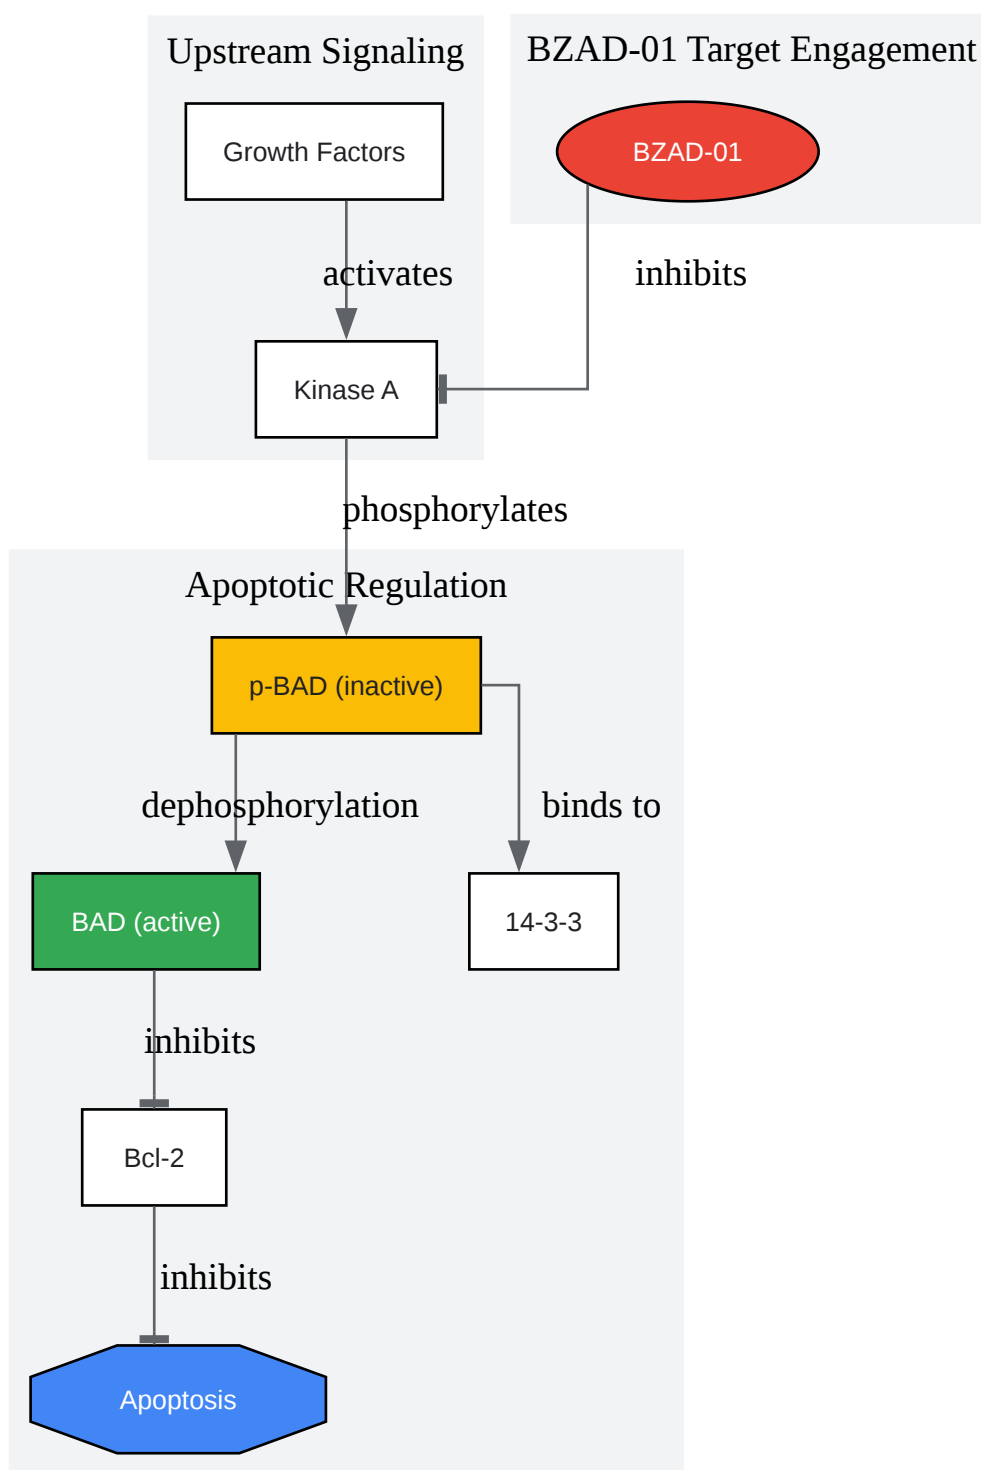 Upstream Signaling
BZAD-01 Target Engagement
Growth Factors
BZAD-01
activates
inhibits
Kinase A
phosphorylates
Apoptotic Regulation
p-BAD (inactive)
dephosphorylation
binds to
BAD (active)
14-3-3
inhibits
Bcl-2
inhibits
Apoptosis